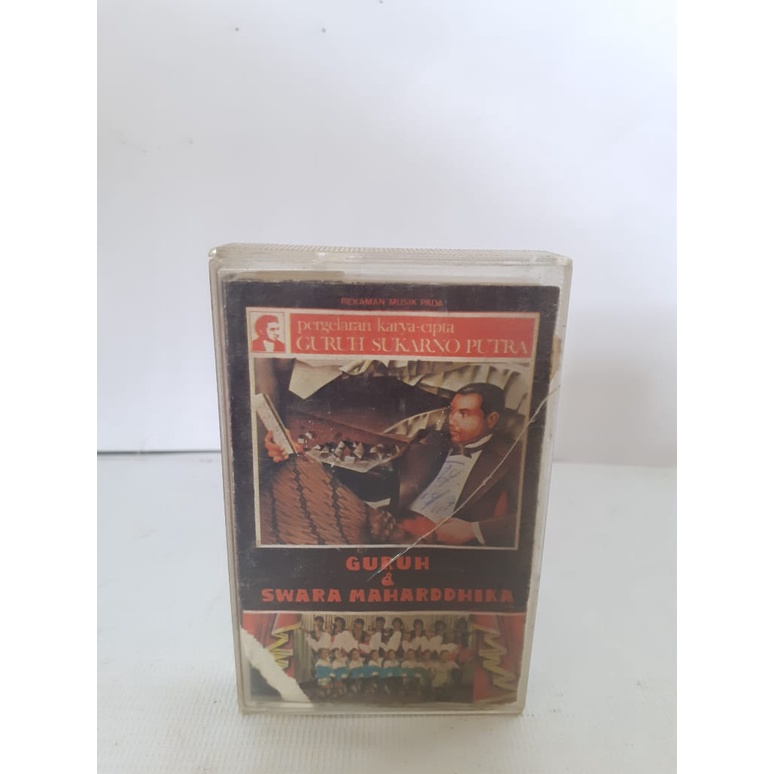 REKAMAN MUSIK PADA
pergelaran karya-cipta
GURUH SUKARNO PUTRA
GURUH
&
SWARA MAHARDDHIKA